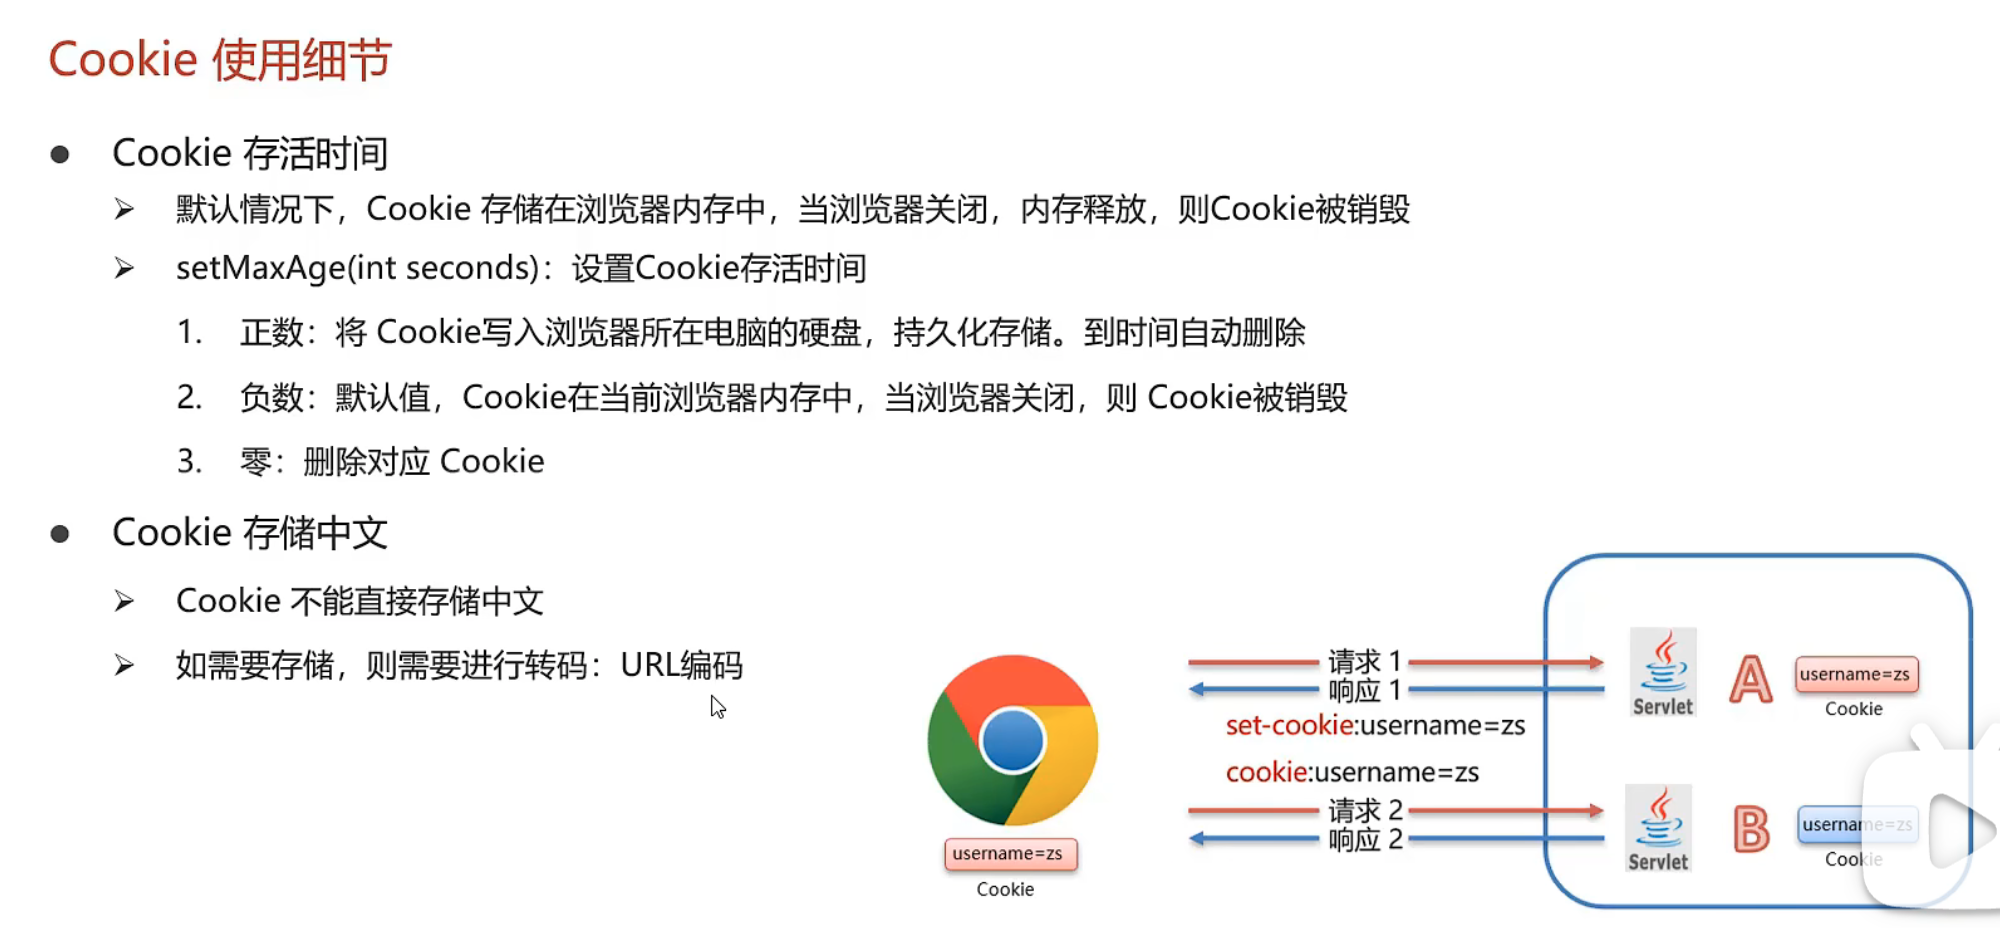 Cookie 使用细节
● Cookie 存活时间
➢ 默认情况下，Cookie 存储在浏览器内存中，当浏览器关闭，内存释放，则Cookie被销毁
➢ setMaxAge(int seconds)：设置Cookie存活时间
1. 正数：将 Cookie写入浏览器所在电脑的硬盘，持久化存储。到时间自动删除
2. 负数：默认值，Cookie在当前浏览器内存中，当浏览器关闭，则 Cookie被销毁
3. 零：删除对应 Cookie
● Cookie 存储中文
➢ Cookie 不能直接存储中文
➢ 如需要存储，则需要进行转码：URL编码
username=zs
Cookie
请求 1
响应 1
set-cookie:username=zs
cookie:username=zs
请求 2
响应 2
Servlet
A
username=zs
Cookie
Servlet
B
username=zs
Cookie